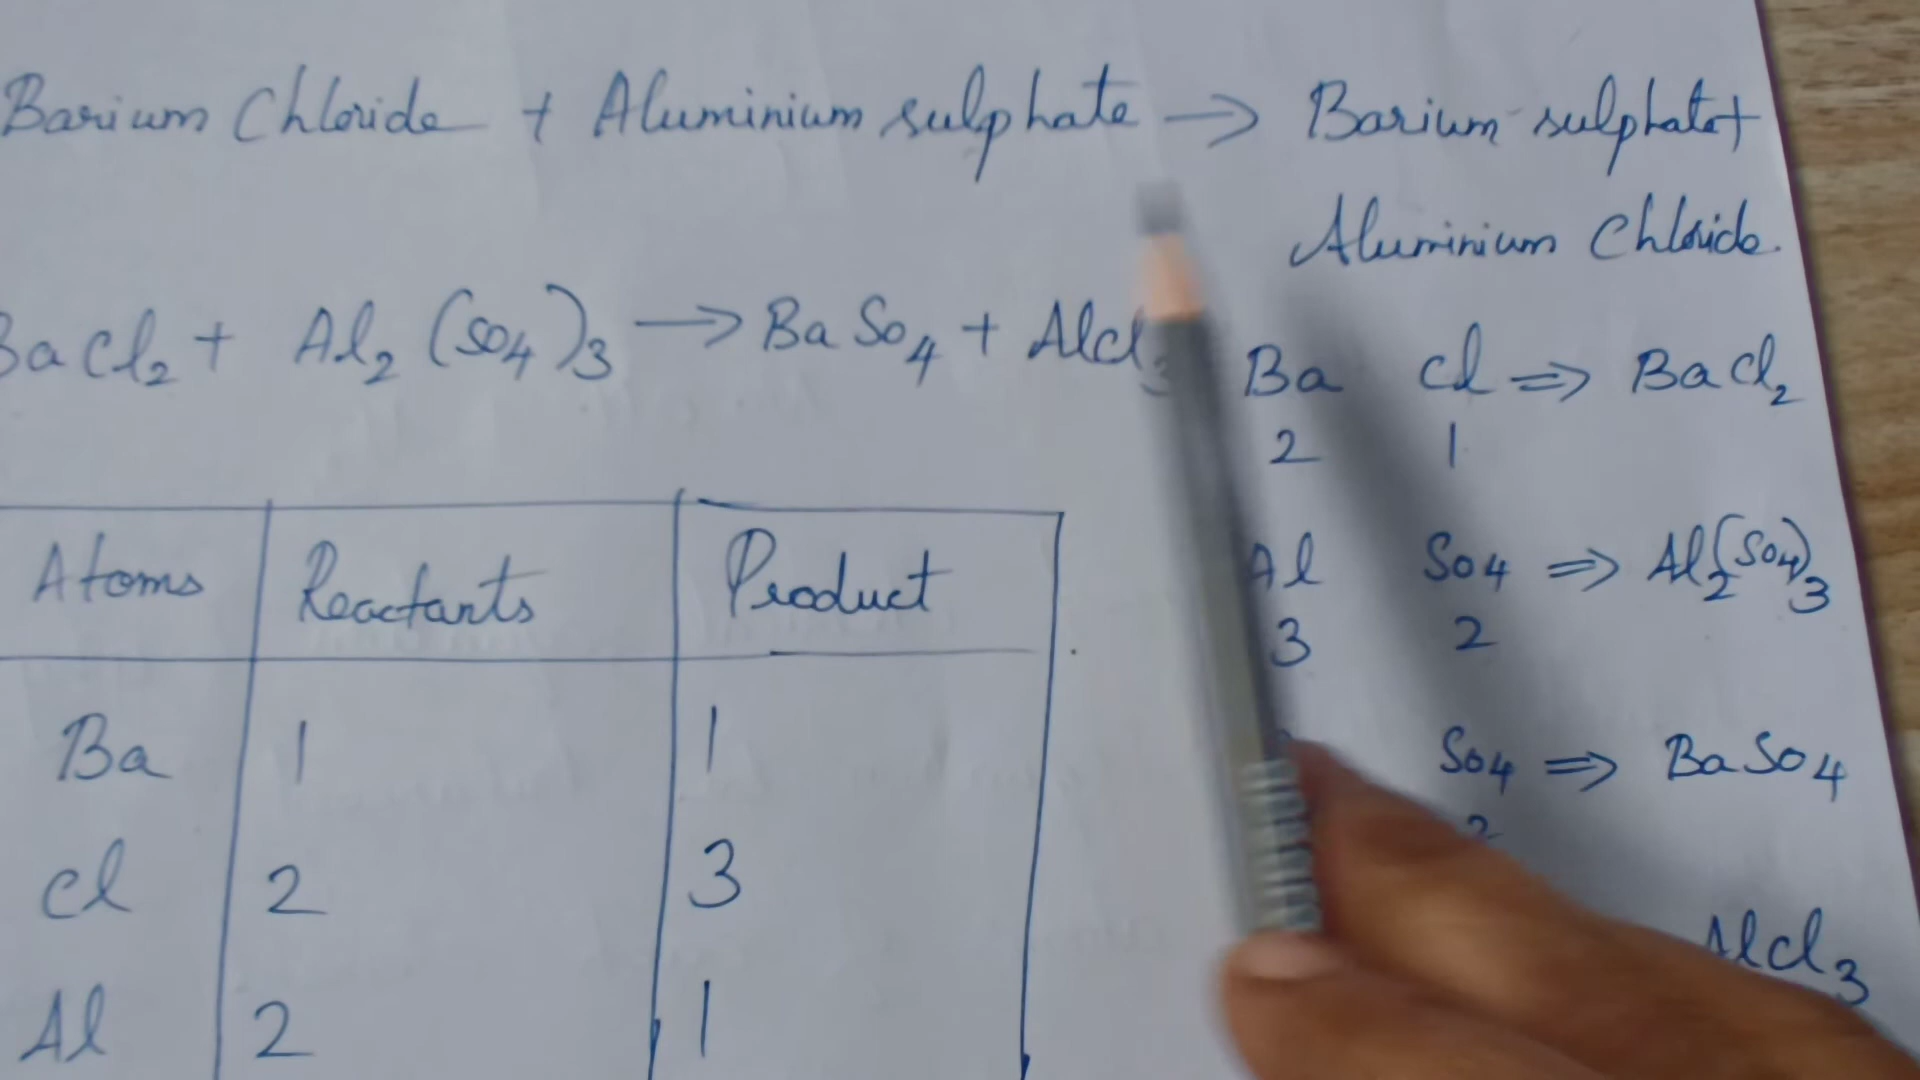 Barium Chloride + Aluminium sulphate → Barium sulphate +
Aluminium Chloride.
BaCl₂ + Al₂(So₄)₃ → BaSo₄ + Alcl₃
Ba Cl ⇒ BaCl₂
2 1
Al So₄ ⇒ Al₂(So₄)₃
3 2
So₄ ⇒ BaSo₄
2
Alcl₃
Atoms Reactants Product
Ba 1 1
Cl 2 3
Al 2 1